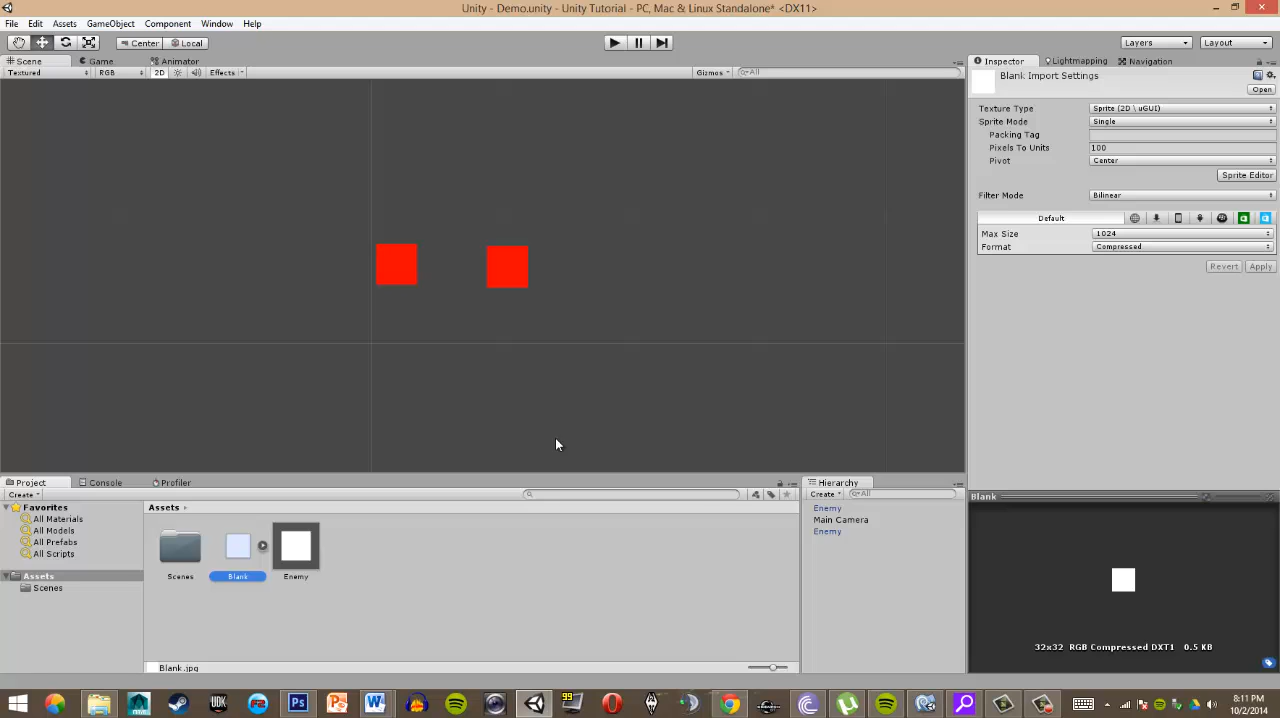 Unity - Demo.unity - Unity Tutorial - PC, Mac & Linux Standalone* <DX11>
File Edit Assets GameObject Component Window Help
Center Local Layers Layout
Scene Game Animator
Textured RGB 2D Effects Gizmos All
Inspector Lightmapping Navigation
Blank Import Settings
Open
Texture Type Sprite (2D \ uGUI)
Sprite Mode Single
Packing Tag
Pixels To Units 100
Pivot Center
Sprite Editor
Filter Mode Bilinear
Default
Max Size 1024
Format Compressed
Revert Apply
Project Console Profiler
Create
Favorites
All Materials
All Models
All Prefabs
All Scripts
Assets
Scenes
Assets
Scenes Blank Enemy
Blank.jpg
Hierarchy
Create All
Enemy
Main Camera
Enemy
Blank
32x32 RGB Compressed DXT1 0.5 KB
UDK
99
8:11 PM
10/2/2014